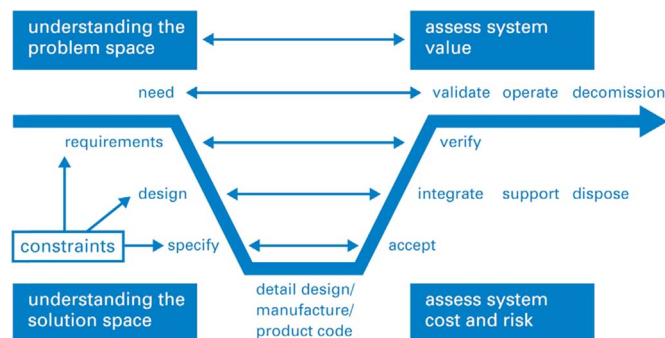 understanding the
problem space
assess system
value
need
validate operate decomission
requirements
verify
design
integrate support dispose
constraints
specify
accept
understanding the
solution space
detail design/
manufacture/
product code
assess system
cost and risk